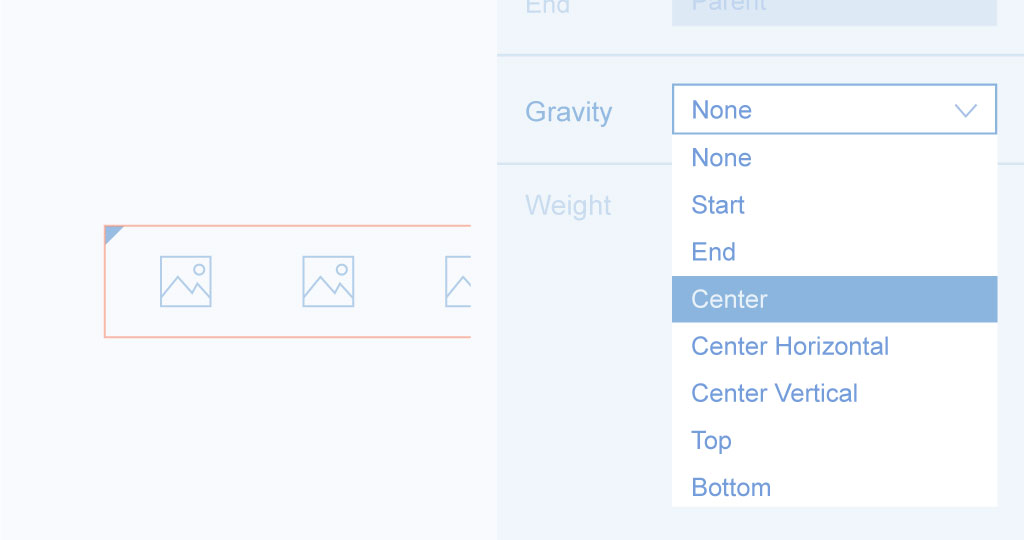 End
Parent
Gravity
None
None
Start
End
Weight
Center
Center Horizontal
Center Vertical
Top
Bottom